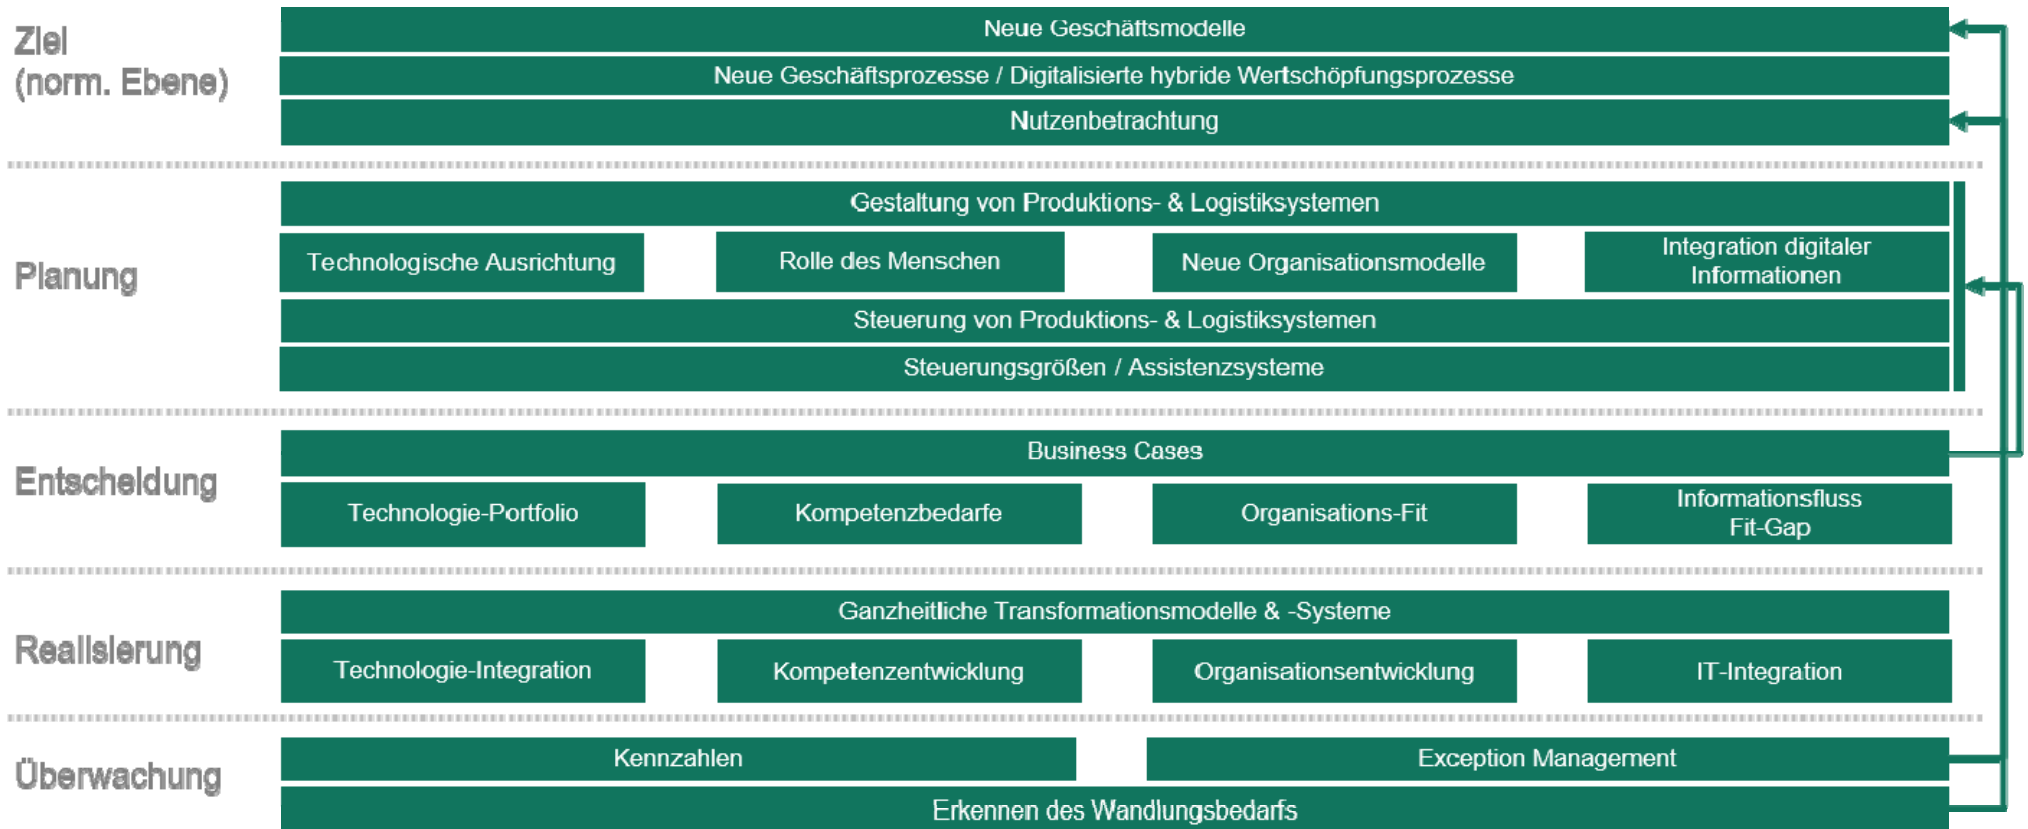 Ziel
(norm. Ebene)
Neue Geschäftsmodelle
Neue Geschäftsprozesse / Digitalisierte hybride Wertschöpfungsprozesse
Nutzenbetrachtung
Planung
Gestaltung von Produktions- & Logistiksystemen
Technologische Ausrichtung
Rolle des Menschen
Neue Organisationsmodelle
Integration digitaler
Informationen
Steuerung von Produktions- & Logistiksystemen
Steuerungsgrößen / Assistenzsysteme
Entscheidung
Business Cases
Technologie-Portfolio
Kompetenzbedarfe
Organisations-Fit
Informationsfluss
Fit-Gap
Realisierung
Ganzheitliche Transformationsmodelle & -Systeme
Technologie-Integration
Kompetenzentwicklung
Organisationsentwicklung
IT-Integration
Überwachung
Kennzahlen
Exception Management
Erkennen des Wandlungsbedarfs